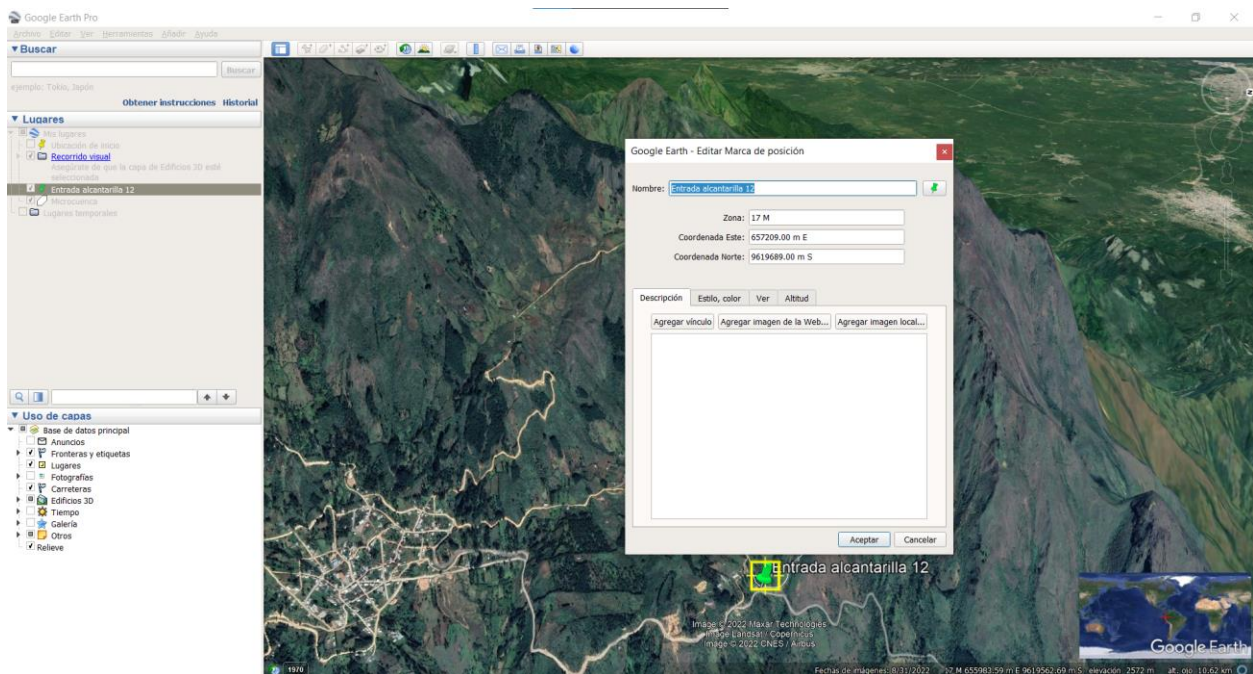 Google Earth Pro
Archivo Editar Ver Herramientas Añadir Ayuda
Buscar
Buscar
ejemplo: Tokio, Japón
Obtener instrucciones Historial
Lugares
Mis lugares
Ubicación de inicio
Recorrido visual
Asegúrate de que la capa de Edificios 3D esté
seleccionada
Entrada alcantarilla 12
Microcuenca
Lugares temporales
Uso de capas
Base de datos principal
Anuncios
Fronteras y etiquetas
Lugares
Fotografías
Carreteras
Edificios 3D
Tiempo
Galería
Otros
Relieve
Google Earth - Editar Marca de posición
Nombre: Entrada alcantarilla 12
Zona: 17 M
Coordenada Este: 657209.00 m E
Coordenada Norte: 9619689.00 m S
Descripción Estilo, color Ver Altitud
Agregar vínculo Agregar imagen de la Web... Agregar imagen local...
Aceptar Cancelar
Entrada alcantarilla 12
Image © 2022 Maxar Technologies
Image Landsat / Copernicus
Image © 2022 CNES / Airbus
Google Earth
1970
Fechas de imágenes: 8/31/2022 17 M 655983.59 m E 9619562.69 m S elevación 2572 m alt. ojo 10.62 km